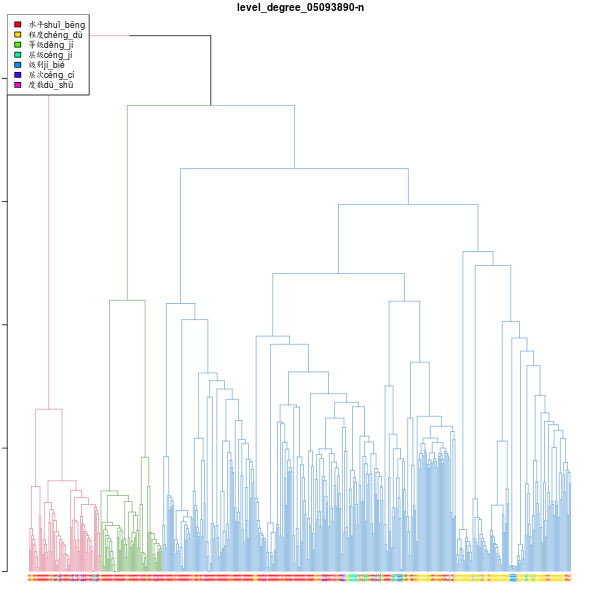 level_degree_05093890-n
水平shuǐ_bēng
程度chéng_dù
等级děng_jí
层级céng_jí
级别jí_bié
层次céng_cì
度数dù_shǔ